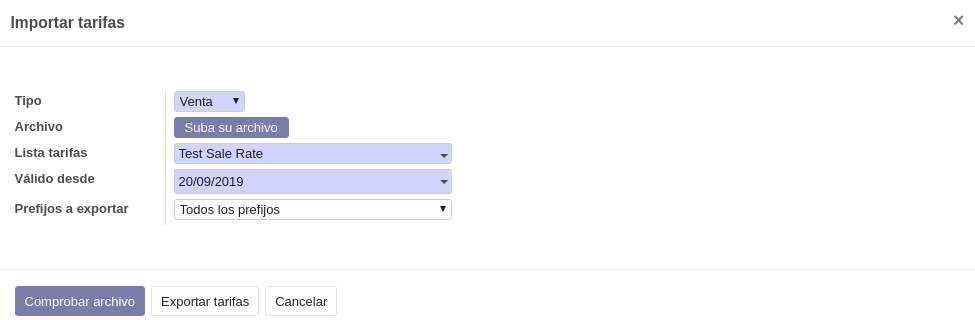 Importar tarifas ×
Tipo Venta
Archivo Suba su archivo
Lista tarifas Test Sale Rate
Válido desde 20/09/2019
Prefijos a exportar Todos los prefijos
Comprobar archivo Exportar tarifas Cancelar